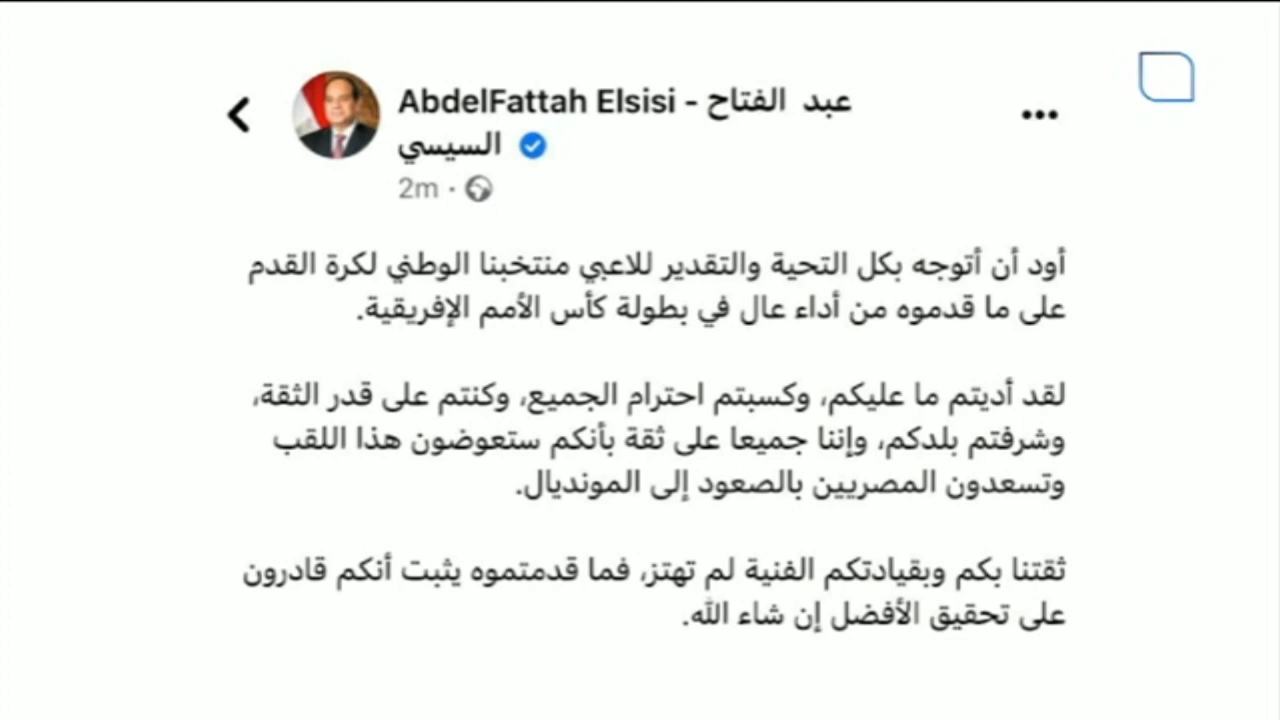 AbdelFattah Elsisi - عبد الفتاح
السيسي
2m ·
أود أن أتوجه بكل التحية والتقدير للاعبي منتخبنا الوطني لكرة القدم
على ما قدموه من أداء عال في بطولة كأس الأمم الإفريقية.
لقد أديتم ما عليكم، وكسبتم احترام الجميع، وكنتم على قدر الثقة،
وشرفتم بلدكم، وإننا جميعا على ثقة بأنكم ستعوضون هذا اللقب
وتسعدون المصريين بالصعود إلى المونديال.
ثقتنا بكم وبقيادتكم الفنية لم تهتز، فما قدمتموه يثبت أنكم قادرون
على تحقيق الأفضل إن شاء الله.